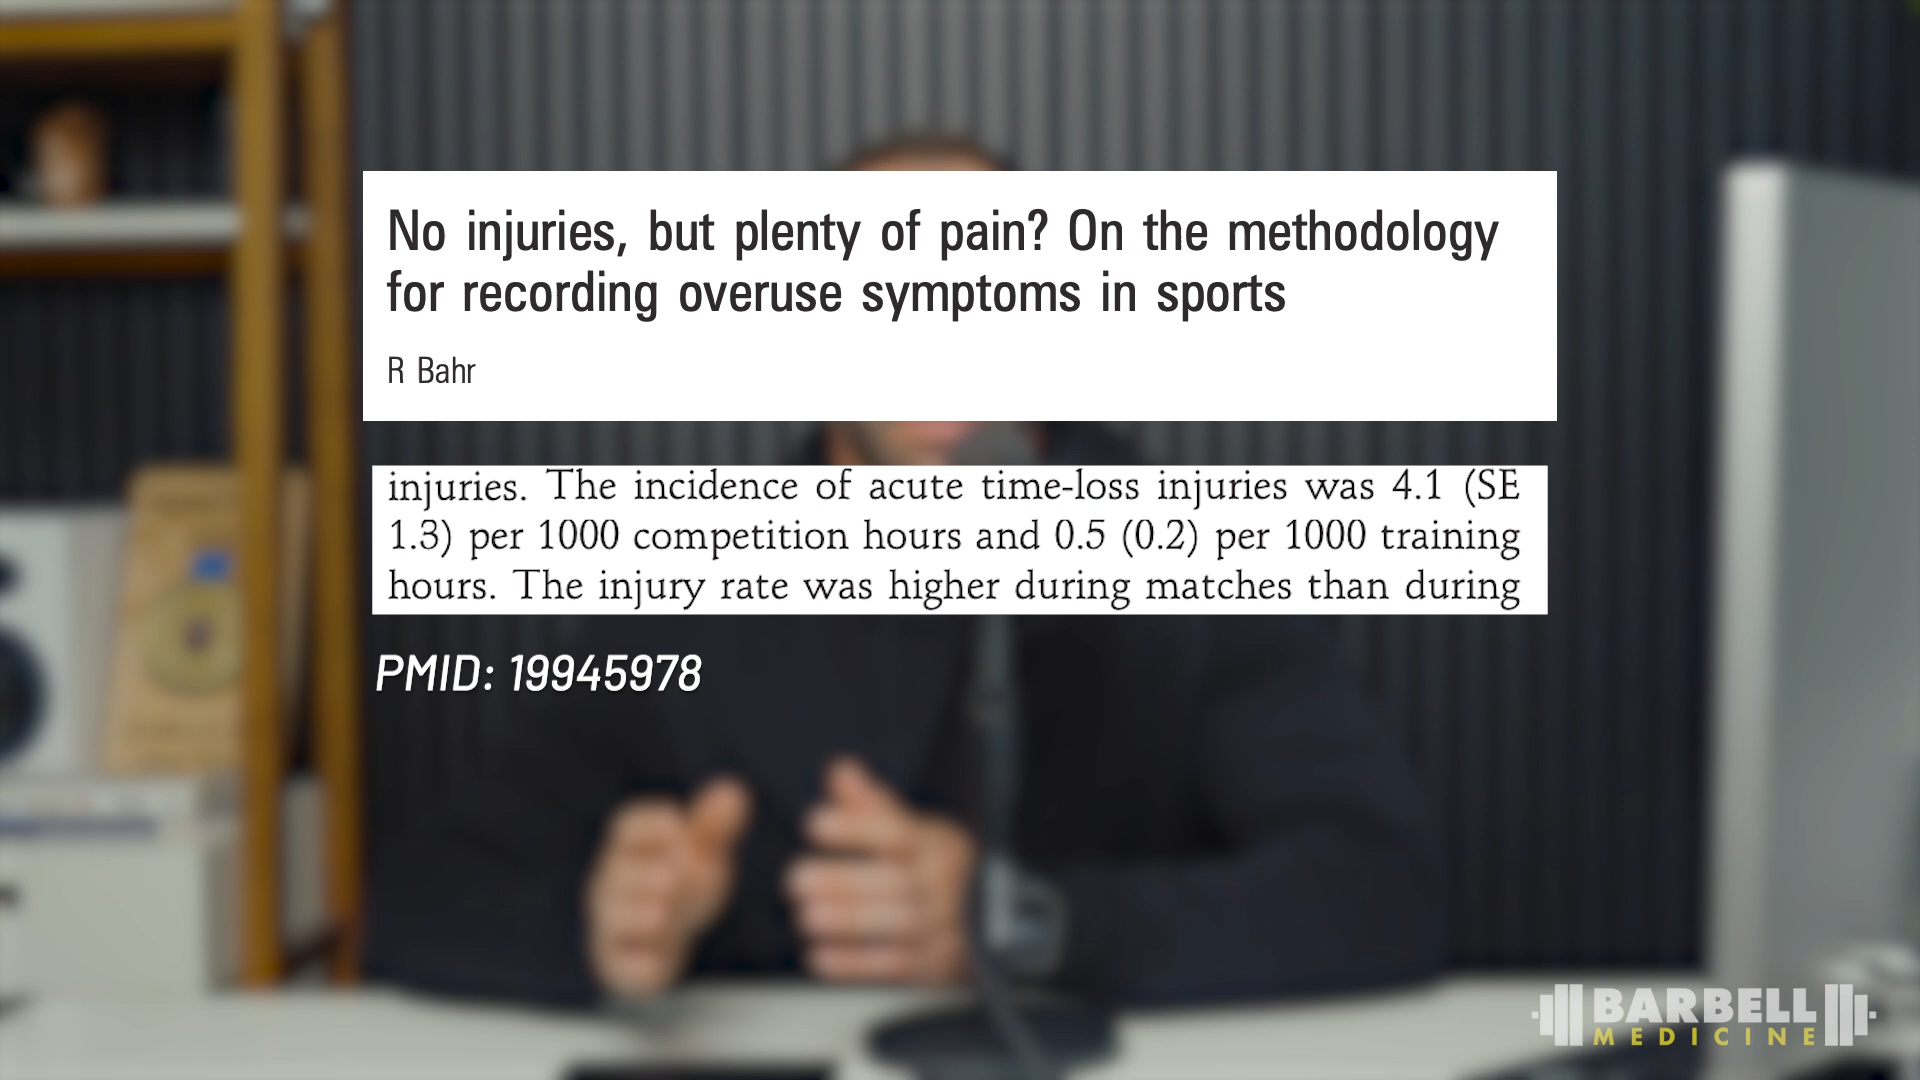 No injuries, but plenty of pain? On the methodology
for recording overuse symptoms in sports
R Bahr
injuries. The incidence of acute time-loss injuries was 4.1 (SE
1.3) per 1000 competition hours and 0.5 (0.2) per 1000 training
hours. The injury rate was higher during matches than during
PMID: 19945978
BARBELL
MEDICINE